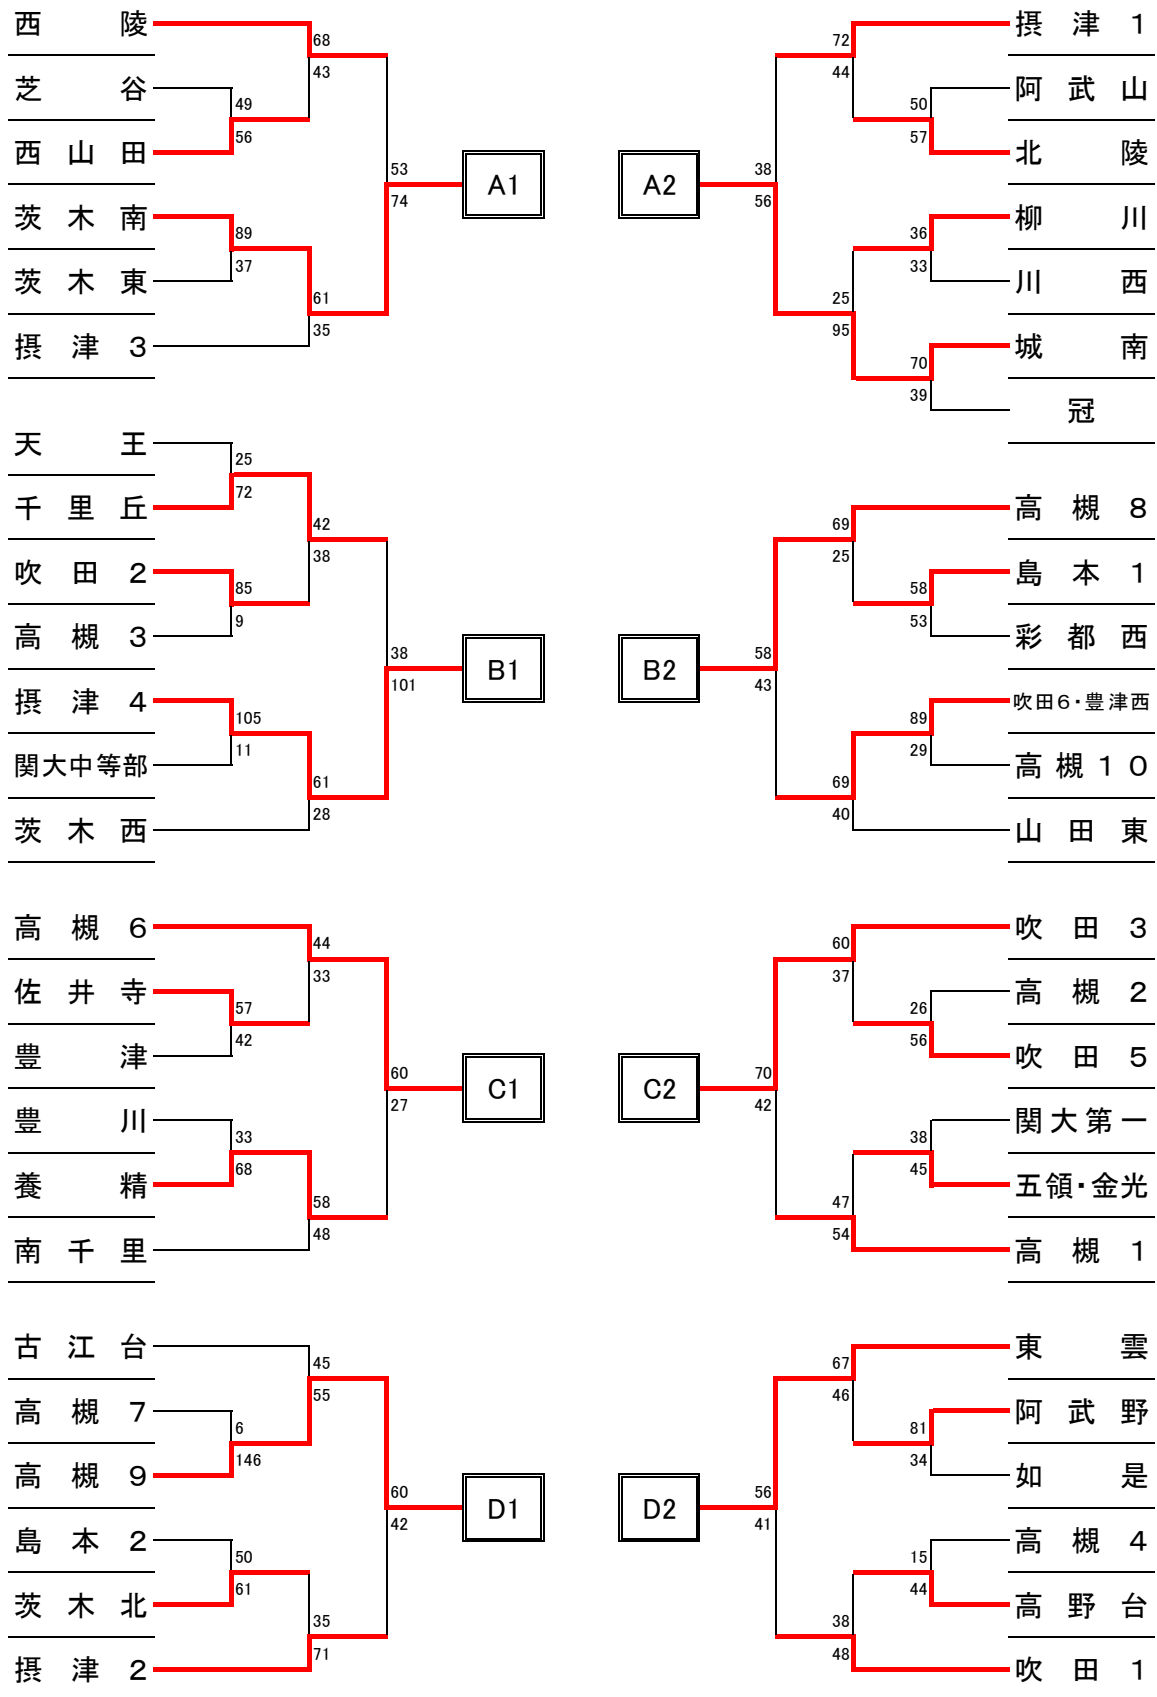 西陵
68
43
芝谷
49
56
西山田
53
74
A1
茨木南
89
37
茨木東
61
35
摂津3
摂津1
72
44
阿武山
50
57
北陵
38
56
A2
柳川
36
33
川西
25
95
城南
70
39
冠
天王
25
72
千里丘
42
38
吹田2
85
9
高槻3
38
101
B1
摂津4
105
11
関大中等部
61
28
茨木西
高槻8
69
25
島本1
58
53
彩都西
58
43
B2
吹田6・豊津西
89
29
高槻10
69
40
山田東
高槻6
44
33
佐井寺
57
42
豊津
60
27
C1
豊川
33
68
養精
58
48
南千里
吹田3
60
37
高槻2
26
56
吹田5
70
42
C2
関大第一
38
45
五領・金光
47
54
高槻1
古江台
45
55
高槻7
6
146
高槻9
60
42
D1
島本2
50
61
茨木北
35
71
摂津2
東雲
67
46
阿武野
81
34
如是
56
41
D2
高槻4
15
44
高野台
38
48
吹田1